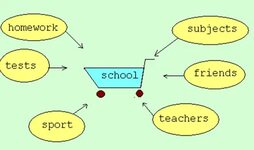 homework
subjects
tests
school
friends
sport
teachers